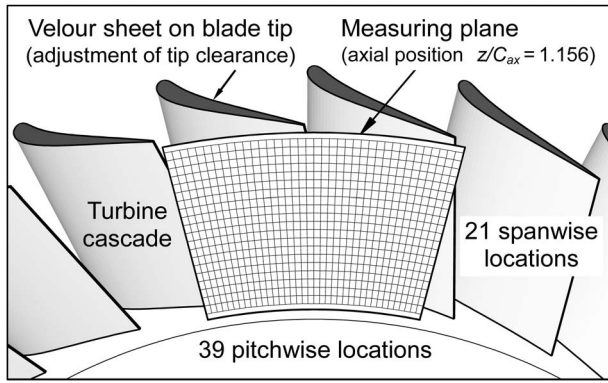 Velour sheet on blade tip
(adjustment of tip clearance)
Measuring plane
(axial position z/Cax = 1.156)
Turbine
cascade
21 spanwise
locations
39 pitchwise locations